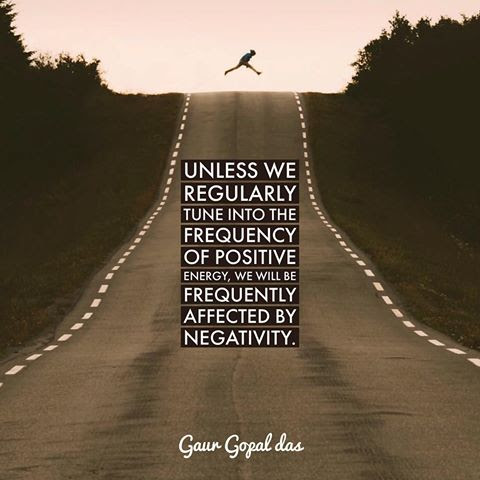 UNLESS WE
REGULARLY
TUNE INTO THE
FREQUENCY
OF POSITIVE
ENERGY, WE WILL BE
FREQUENTLY
AFFECTED BY
NEGATIVITY.
Gaur Gopal das